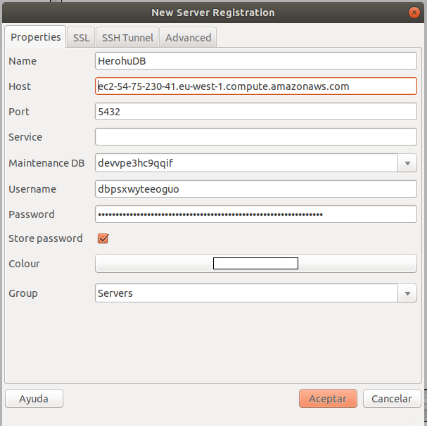 New Server Registration
Properties SSL SSH Tunnel Advanced
Name HerohuDB
Host ec2-54-75-230-41.eu-west-1.compute.amazonaws.com
Port 5432
Service
Maintenance DB devvpe3hc9qqif
Username dbpsxwyteeoguo
Password ••••••••••••••••••••••••••••••••••••••••••••••••••••••••••••••••
Store password
Colour
Group Servers
Ayuda Aceptar Cancelar